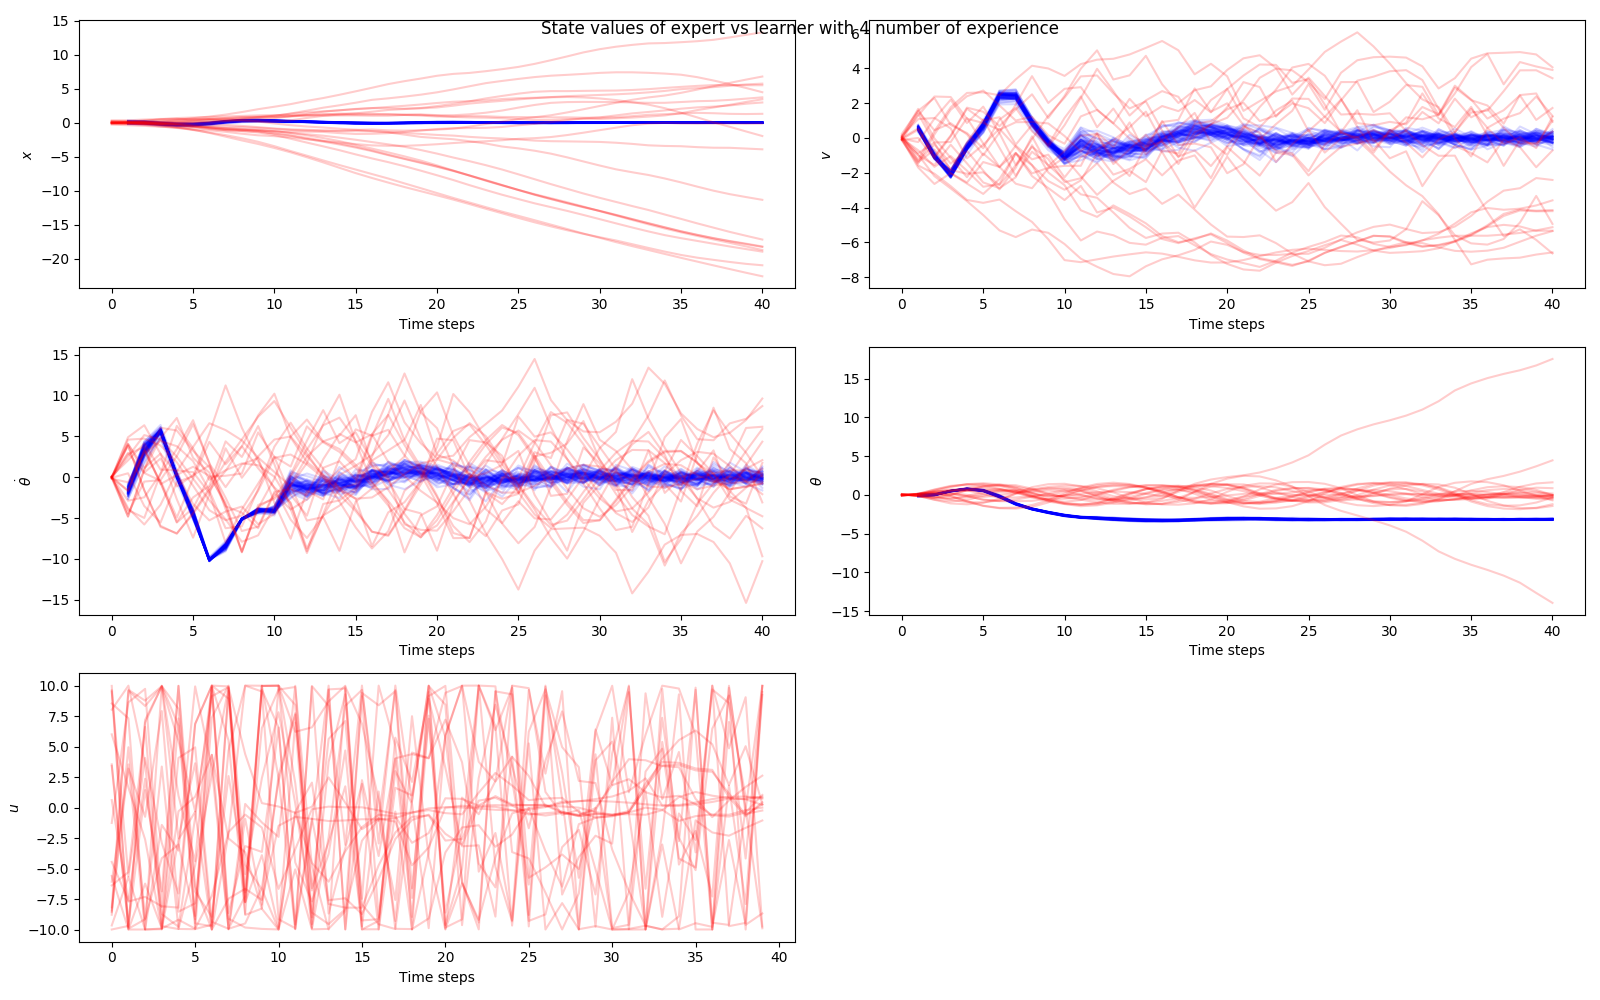 State values of expert vs learner with 4 number of experience
15
10
5
0
−5
−10
−15
−20
x
0 5 10 15 20 25 30 35 40
Time steps
6
4
2
0
−2
−4
−6
−8
v
0 5 10 15 20 25 30 35 40
Time steps
15
10
5
0
−5
−10
−15
θ̇
0 5 10 15 20 25 30 35 40
Time steps
15
10
5
0
−5
−10
−15
θ
0 5 10 15 20 25 30 35 40
Time steps
10.0
7.5
5.0
2.5
0.0
−2.5
−5.0
−7.5
−10.0
u
0 5 10 15 20 25 30 35 40
Time steps